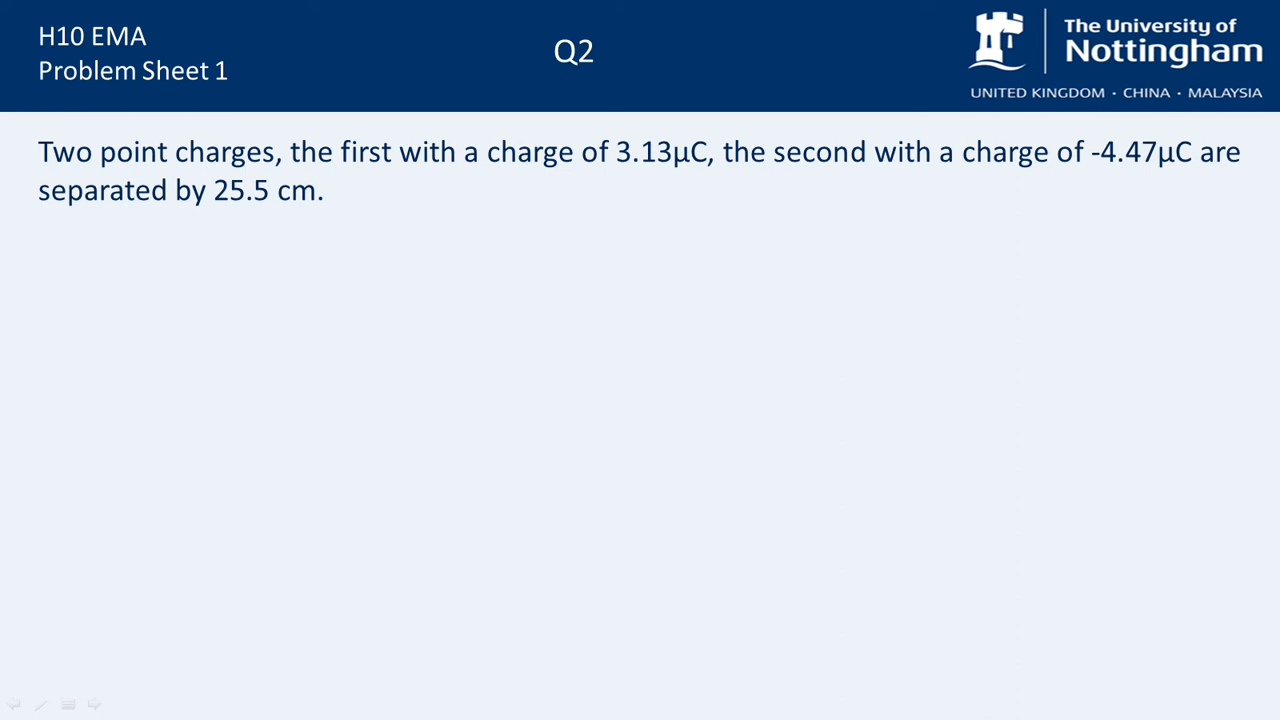 H10 EMA
Problem Sheet 1
Q2
The University of
Nottingham
UNITED KINGDOM · CHINA · MALAYSIA
Two point charges, the first with a charge of 3.13µC, the second with a charge of -4.47µC are
separated by 25.5 cm.